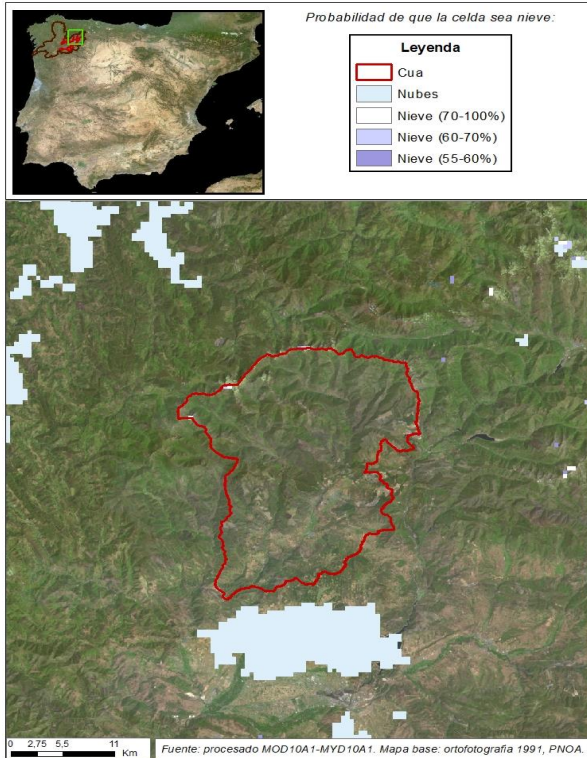 Probabilidad de que la celda sea nieve:
Leyenda
Cua
Nubes
Nieve (70-100%)
Nieve (60-70%)
Nieve (55-60%)
0 2,75 5,5 11
Km
Fuente: procesado MOD10A1-MYD10A1. Mapa base: ortofotografia 1991, PNOA.